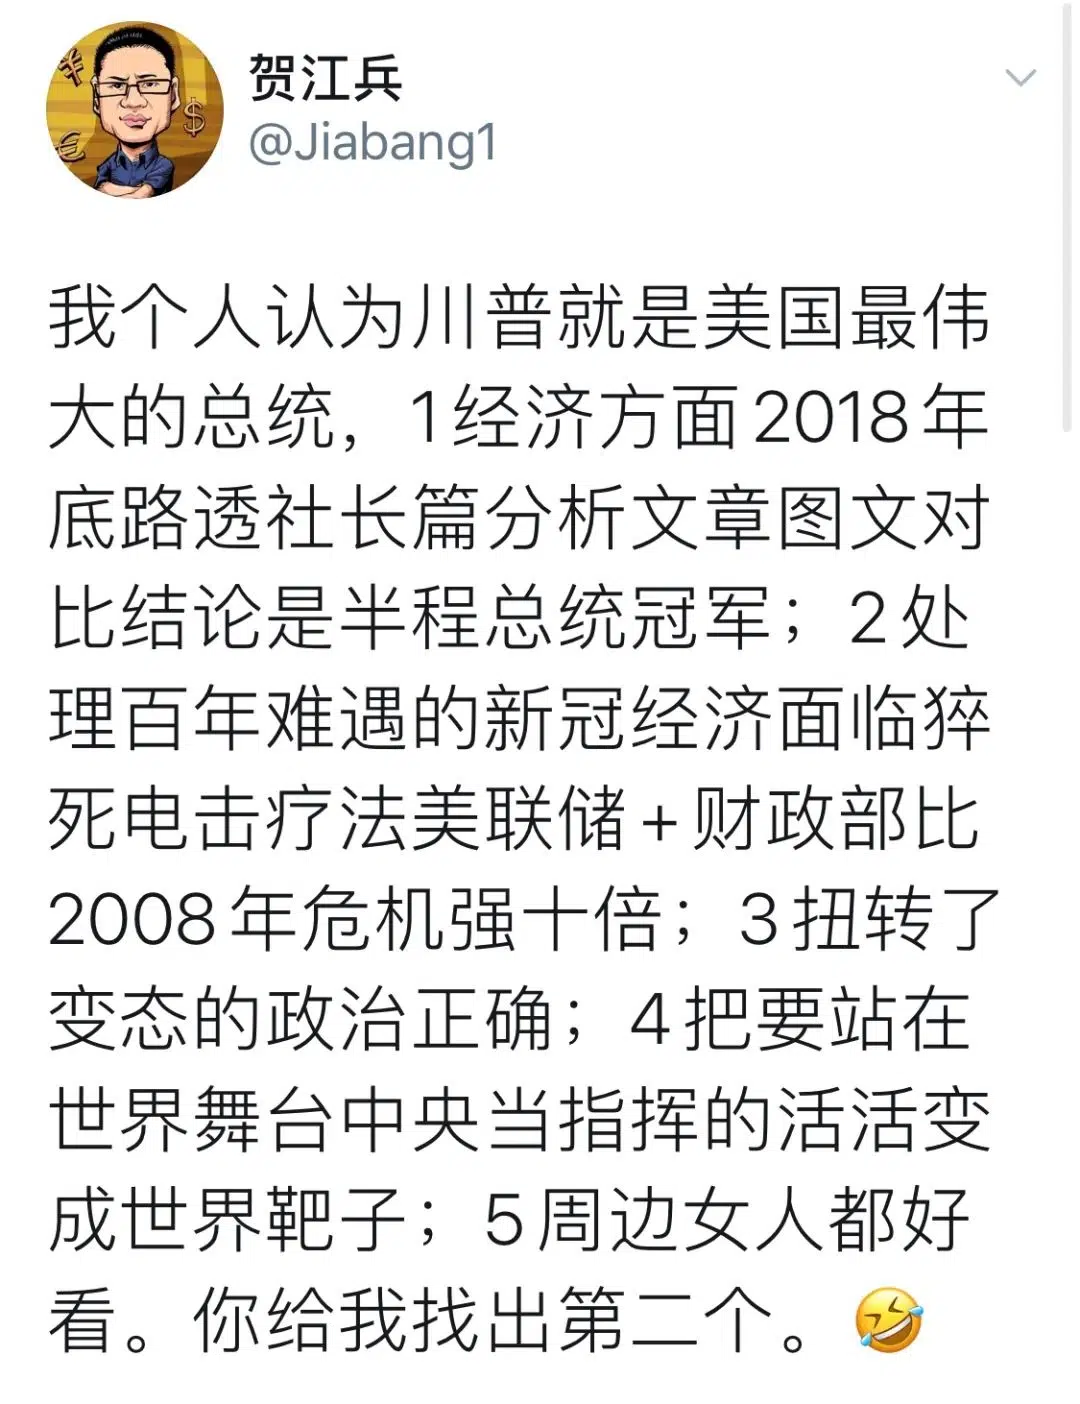 贺江兵
@Jiabang1
我个人认为川普就是美国最伟
大的总统，1经济方面2018年
底路透社长篇分析文章图文对
比结论是半程总统冠军；2处
理百年难遇的新冠经济面临猝
死电击疗法美联储+财政部比
2008年危机强十倍；3扭转了
变态的政治正确；4把要站在
世界舞台中央当指挥的活活变
成世界靶子；5周边女人都好
看。你给我找出第二个。🤣